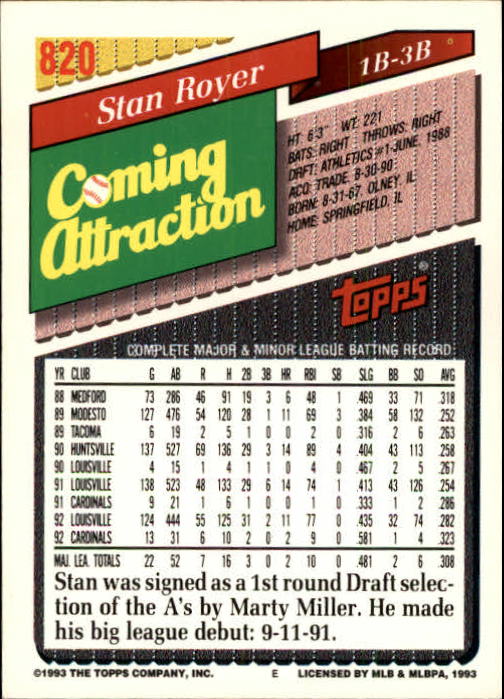 820
Stan Royer
1B-3B
Coming
Attraction
HT: 6'3" WT: 221
BATS: RIGHT THROWS: RIGHT
DRFT: ATHLETICS #1-JUNE, 1988
ACQ: TRADE, 8-30-90
BORN: 8-31-67, OLNEY, IL
HOME: SPRINGFIELD, IL
TOPPS®
COMPLETE MAJOR & MINOR LEAGUE BATTING RECORD
YR CLUB G AB R H 2B 3B HR RBI SB SLG BB SO AVG
88 MEDFORD 73 286 46 91 19 3 6 48 1 .469 33 71 .318
89 MODESTO 127 476 54 120 28 1 11 69 3 .384 58 132 .252
89 TACOMA 6 19 2 5 1 0 0 2 0 .316 2 6 .263
90 HUNTSVILLE 137 527 69 136 29 3 14 89 4 .404 43 113 .258
90 LOUISVILLE 4 15 1 4 1 1 0 4 0 .467 2 5 .267
91 LOUISVILLE 138 523 48 133 29 6 14 74 1 .413 43 126 .254
91 CARDINALS 9 21 1 6 1 0 0 1 0 .333 1 2 .286
92 LOUISVILLE 124 444 55 125 31 2 11 77 0 .435 32 74 .282
92 CARDINALS 13 31 6 10 2 0 2 9 0 .581 1 4 .323
MAJ. LEA. TOTALS 22 52 7 16 3 0 2 10 0 .481 2 6 .308
Stan was signed as a 1st round Draft selec-
tion of the A's by Marty Miller. He made
his big league debut: 9-11-91.
©1993 THE TOPPS COMPANY, INC. E LICENSED BY MLB & MLBPA, 1993